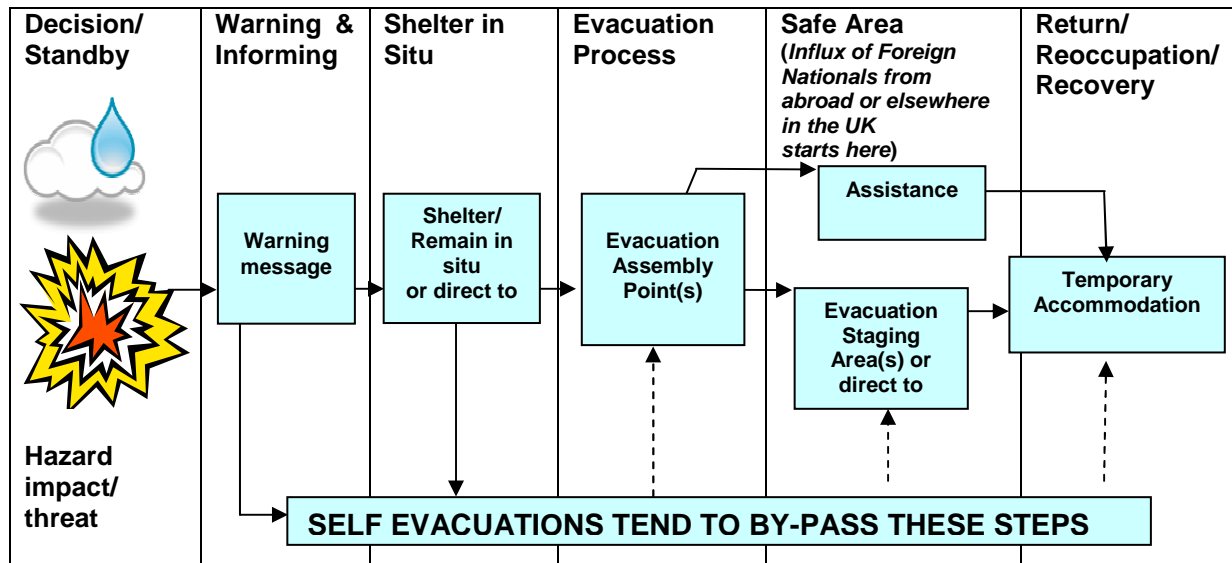 Decision/
Standby
Hazard
impact/
threat
Warning &
Informing
Warning
message
Shelter in
Situ
Shelter/
Remain in
situ
or direct to
Evacuation
Process
Evacuation
Assembly
Point(s)
Safe Area
(Influx of Foreign
Nationals from
abroad or elsewhere
in the UK
starts here)
Assistance
Evacuation
Staging
Area(s) or
direct to
Return/
Reoccupation/
Recovery
Temporary
Accommodation
SELF EVACUATIONS TEND TO BY-PASS THESE STEPS